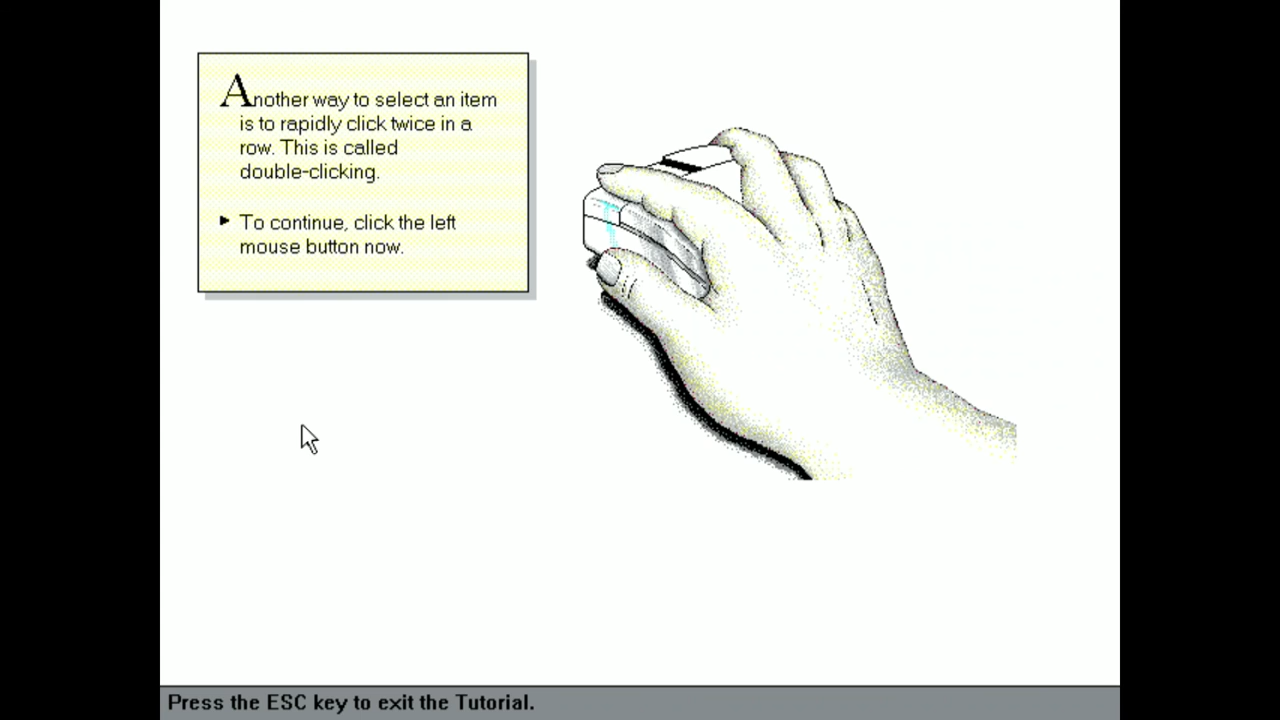 Another way to select an item
is to rapidly click twice in a
row. This is called
double-clicking.
To continue, click the left
mouse button now.
Press the ESC key to exit the Tutorial.